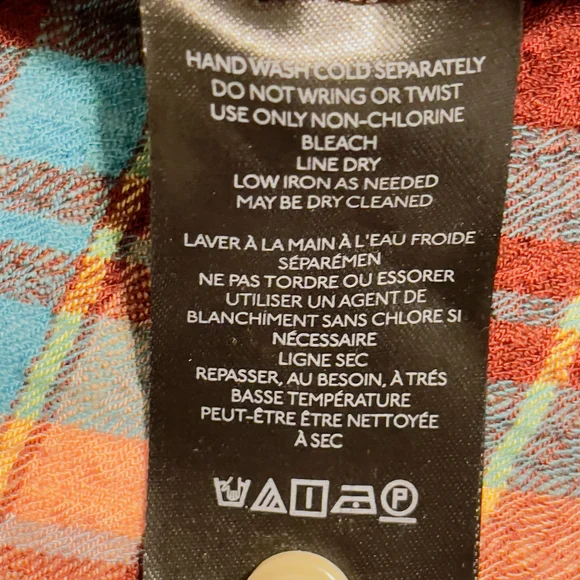 HAND WASH COLD SEPARATELY
DO NOT WRING OR TWIST
USE ONLY NON-CHLORINE
BLEACH
LINE DRY
LOW IRON AS NEEDED
MAY BE DRY CLEANED
LAVER À LA MAIN À L'EAU FROIDE
SÉPARÉMEN
NE PAS TORDRE OU ESSORER
UTILISER UN AGENT DE
BLANCHIMENT SANS CHLORE SI
NÉCESSAIRE
LIGNE SEC
REPASSER, AU BESOIN, À TRÉS
BASSE TEMPÉRATURE
PEUT-ÊTRE ÊTRE NETTOYÉE
À SEC
P